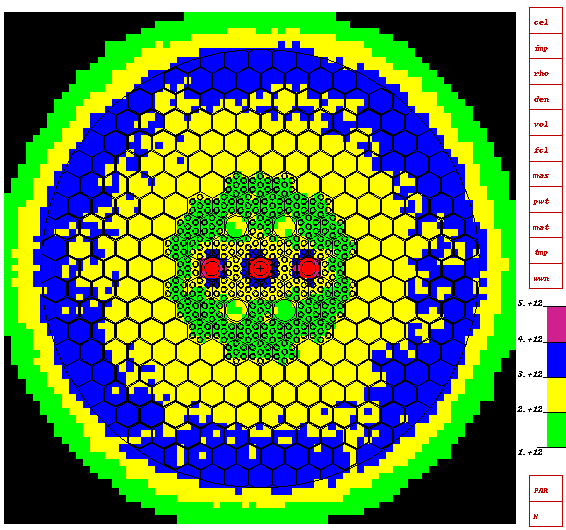 cel
imp
rho
den
vol
fcl
mas
pwt
mat
tmp
wwn
5.+12
4.+12
3.+12
2.+12
1.+12
PAR
N